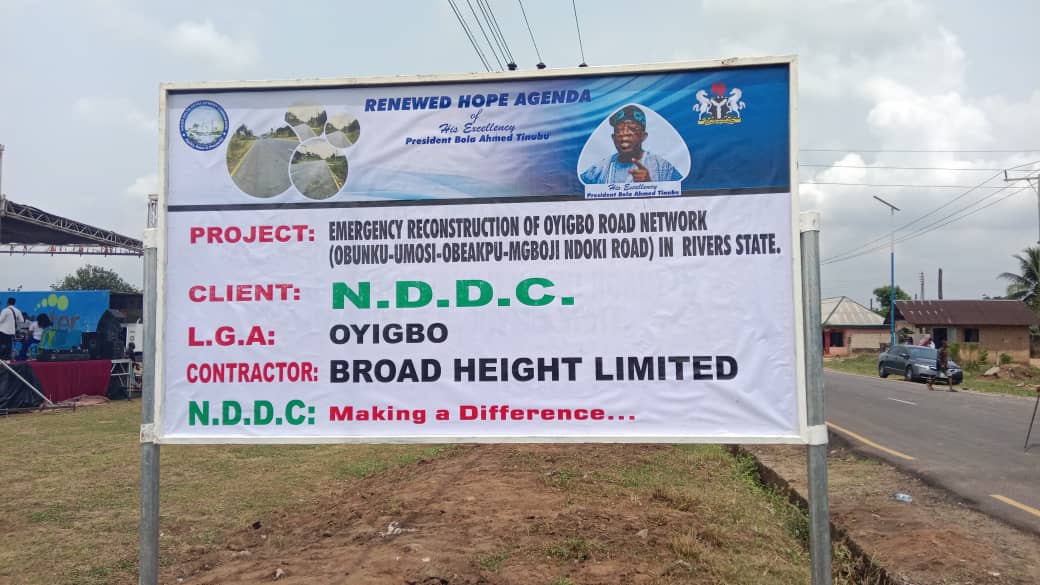 RENEWED HOPE AGENDA
of
His Excellency
President Bola Ahmed Tinubu
His Excellency
President Bola Ahmed Tinubu
PROJECT: EMERGENCY RECONSTRUCTION OF OYIGBO ROAD NETWORK
(OBUNKU-UMOSI-OBEAKPU-MGBOJI NDOKI ROAD) IN RIVERS STATE.
CLIENT: N.D.D.C.
L.G.A: OYIGBO
CONTRACTOR: BROAD HEIGHT LIMITED
N.D.D.C: Making a Difference...